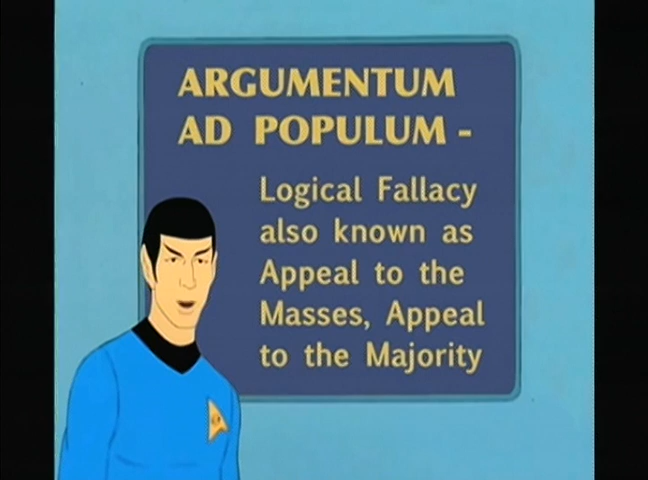 ARGUMENTUM
AD POPULUM -
Logical Fallacy
also known as
Appeal to the
Masses, Appeal
to the Majority